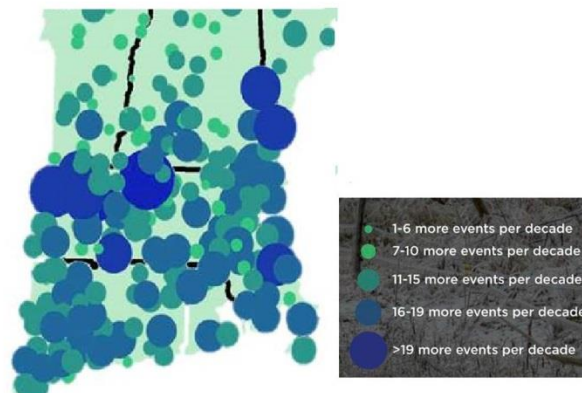 1-6 more events per decade
7-10 more events per decade
11-15 more events per decade
16-19 more events per decade
>19 more events per decade